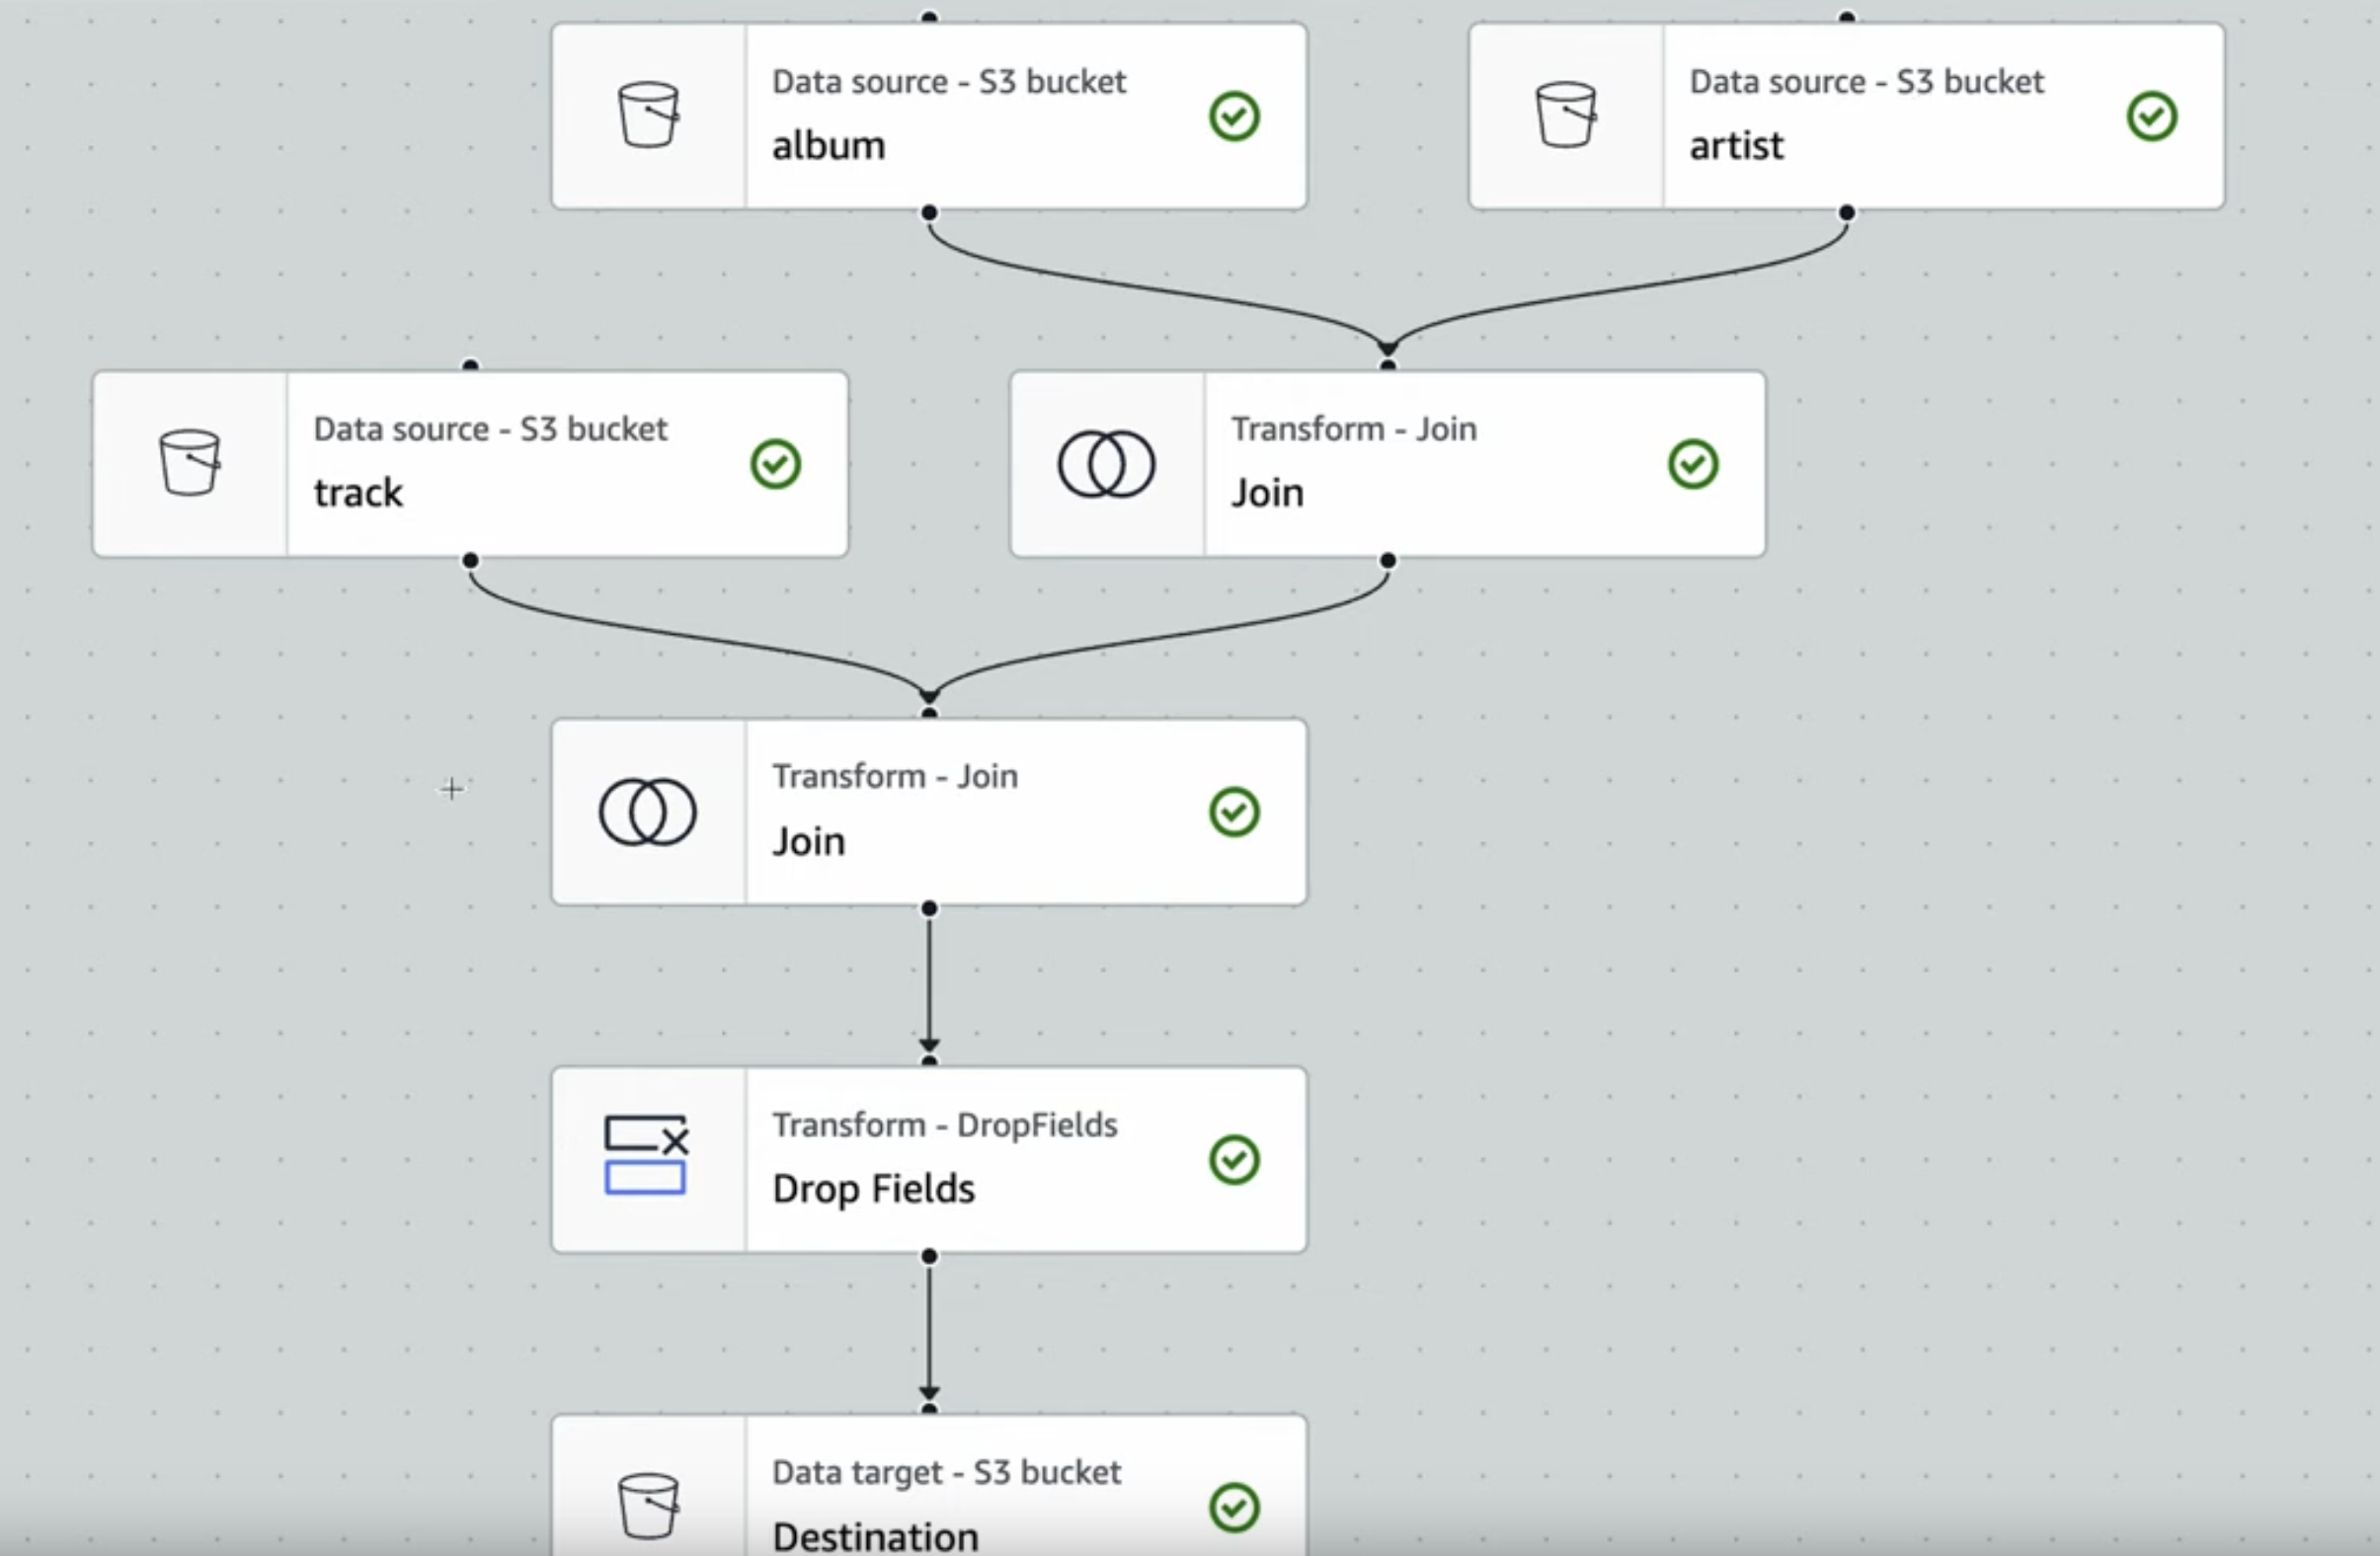 Data source - S3 bucket
album
Data source - S3 bucket
artist
Data source - S3 bucket
track
Transform - Join
Join
Transform - Join
Join
Transform - DropFields
Drop Fields
Data target - S3 bucket
Destination